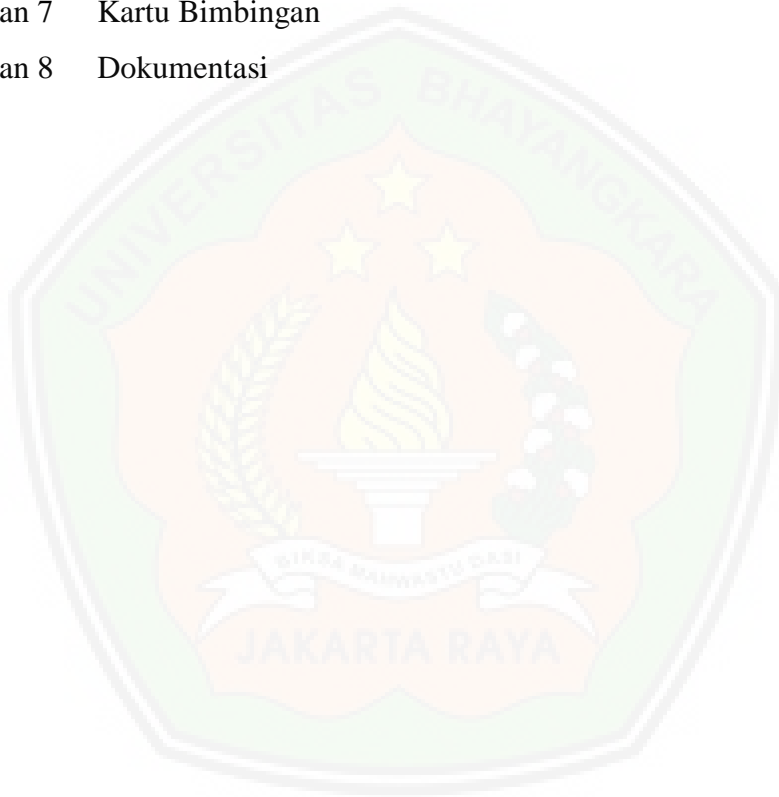 an 7 Kartu Bimbingan
an 8 Dokumentasi
UNIVERSITAS BHAYANGKARA
JAKARTA RAYA